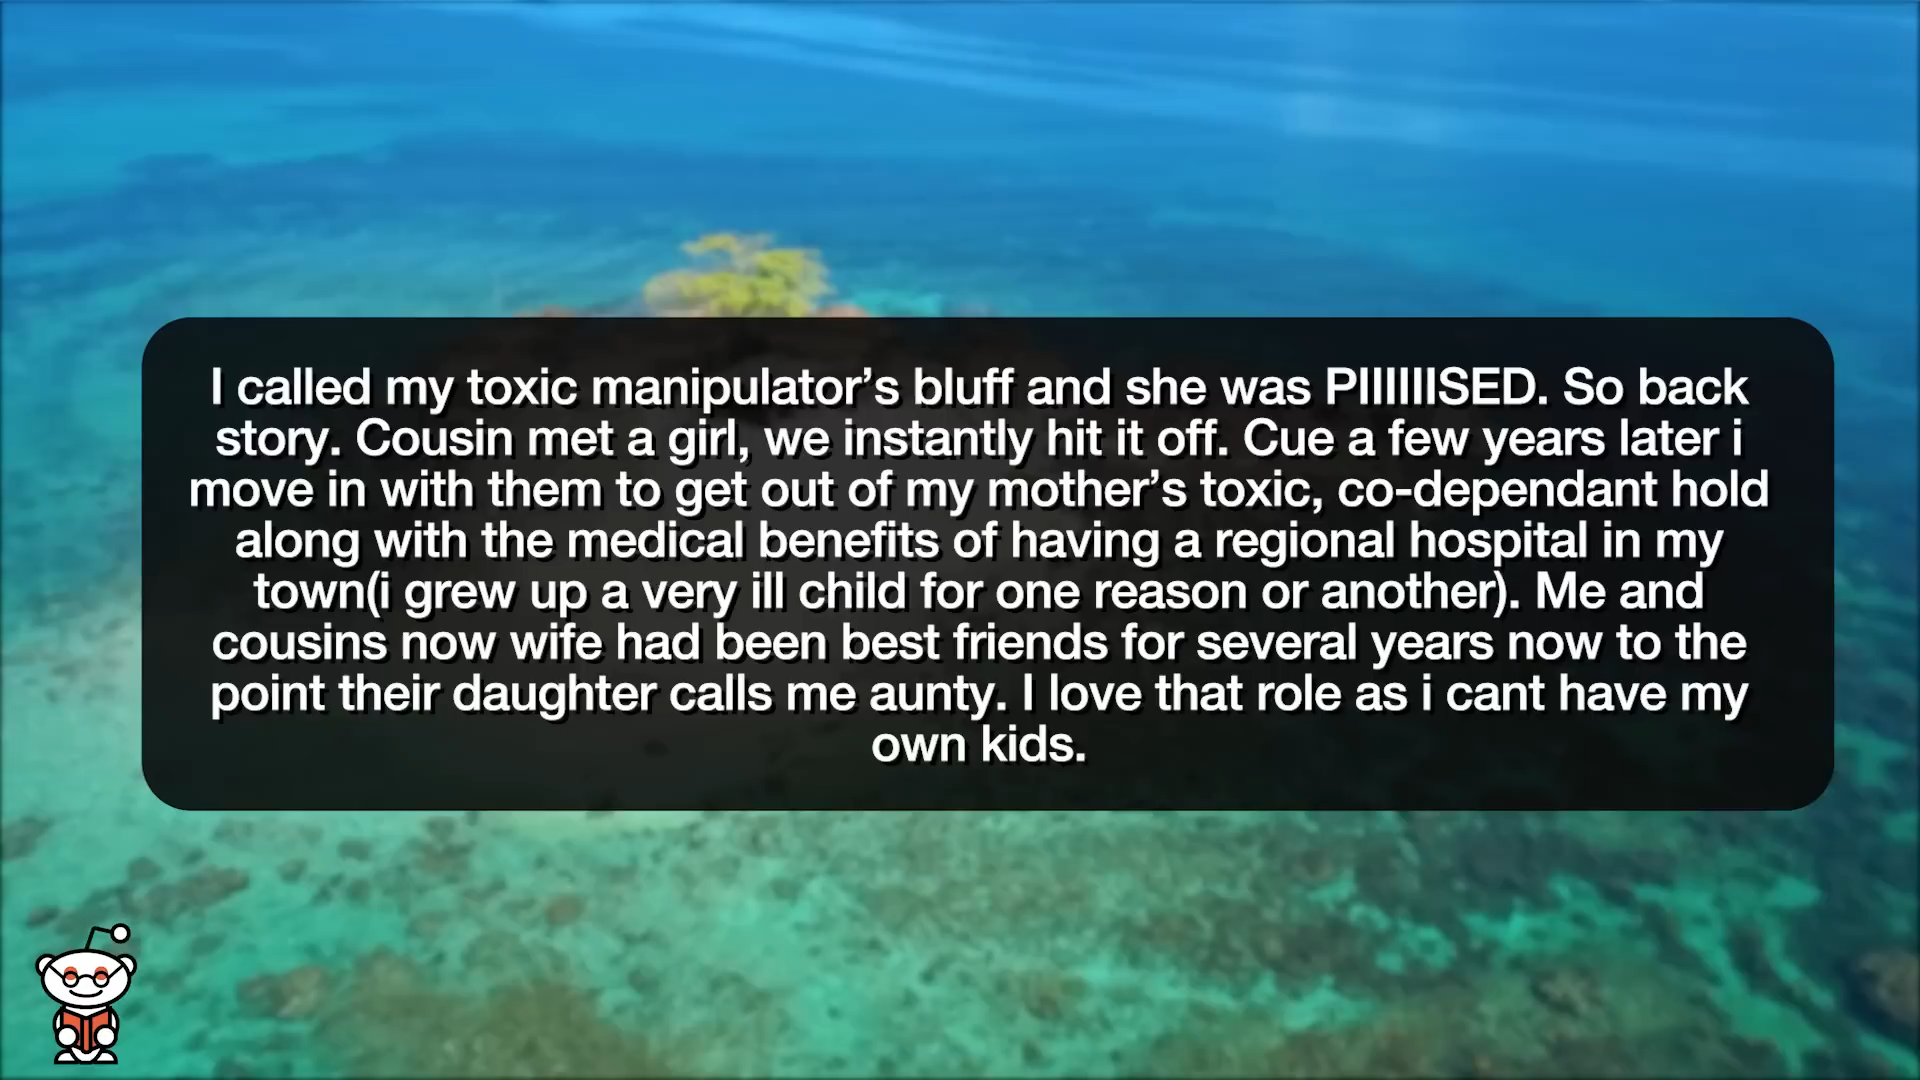 I called my toxic manipulator’s bluff and she was PIIIIIISED. So back
story. Cousin met a girl, we instantly hit it off. Cue a few years later i
move in with them to get out of my mother’s toxic, co-dependant hold
along with the medical benefits of having a regional hospital in my
town(i grew up a very ill child for one reason or another). Me and
cousins now wife had been best friends for several years now to the
point their daughter calls me aunty. I love that role as i cant have my
own kids.